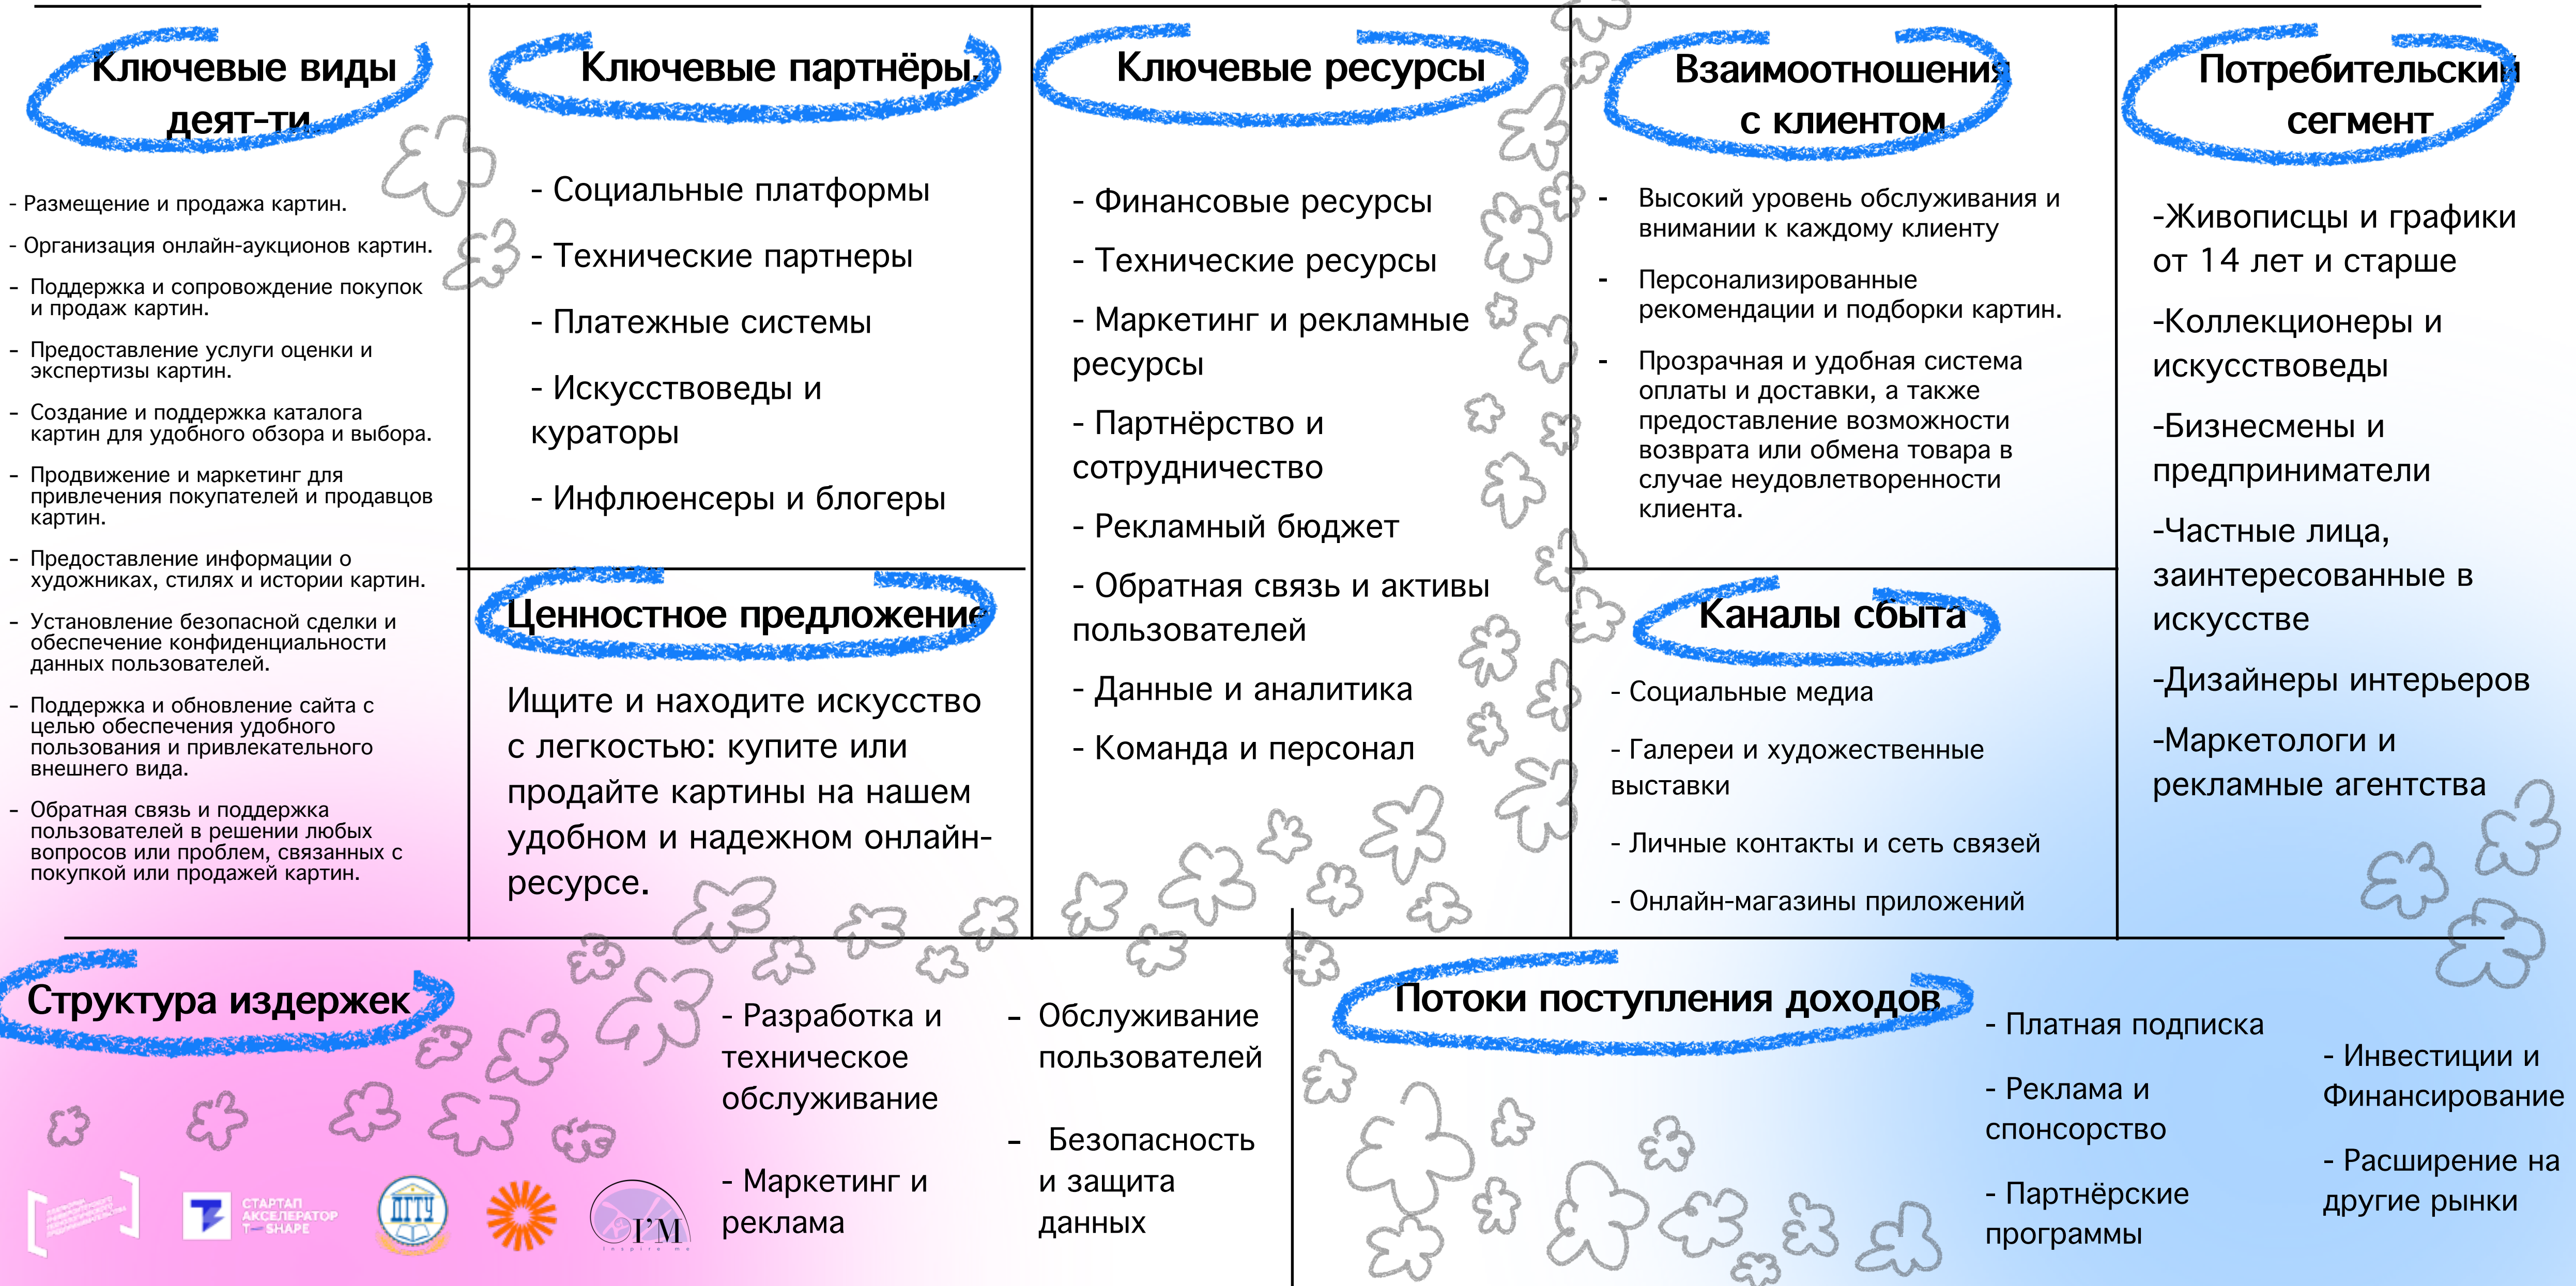 Ключевые виды
деят-ти.
- Размещение и продажа картин.
- Организация онлайн-аукционов картин.
- Поддержка и сопровождение покупок
и продаж картин.
- Предоставление услуги оценки и
экспертизы картин.
- Создание и поддержка каталога
картин для удобного обзора и выбора.
- Продвижение и маркетинг для
привлечения покупателей и продавцов
картин.
- Предоставление информации о
художниках, стилях и истории картин.
- Установление безопасной сделки и
обеспечение конфиденциальности
данных пользователей.
- Поддержка и обновление сайта с
целью обеспечения удобного
пользования и привлекательного
внешнего вида.
- Обратная связь и поддержка
пользователей в решении любых
вопросов или проблем, связанных с
покупкой или продажей картин.
Ключевые партнёры.
- Социальные платформы
- Технические партнеры
- Платежные системы
- Искусствоведы и
кураторы
- Инфлюенсеры и блогеры
Ценностное предложение
Ищите и находите искусство
с легкостью: купите или
продайте картины на нашем
удобном и надежном онлайн-
ресурсе.
Ключевые ресурсы
- Финансовые ресурсы
- Технические ресурсы
- Маркетинг и рекламные
ресурсы
- Партнёрство и
сотрудничество
- Рекламный бюджет
- Обратная связь и активы
пользователей
- Данные и аналитика
- Команда и персонал
Взаимоотношения
с клиентом
- Высокий уровень обслуживания и
внимании к каждому клиенту
- Персонализированные
рекомендации и подборки картин.
- Прозрачная и удобная система
оплаты и доставки, а также
предоставление возможности
возврата или обмена товара в
случае неудовлетворенности
клиента.
Каналы сбыта
- Социальные медиа
- Галереи и художественные
выставки
- Личные контакты и сеть связей
- Онлайн-магазины приложений
Потребительский
сегмент
-Живописцы и графики
от 14 лет и старше
-Коллекционеры и
искусствоведы
-Бизнесмены и
предприниматели
-Частные лица,
заинтересованные в
искусстве
-Дизайнеры интерьеров
-Маркетологи и
рекламные агентства
Структура издержек
- Разработка и
техническое
обслуживание
- Маркетинг и
реклама
- Обслуживание
пользователей
- Безопасность
и защита
данных
СТАРТАП
АКСЕЛЕРАТОР
T-SHAPE
ДГТУ
I'M
Inspire me
Потоки поступления доходов
- Платная подписка
- Реклама и
спонсорство
- Партнёрские
программы
- Инвестиции и
Финансирование
- Расширение на
другие рынки